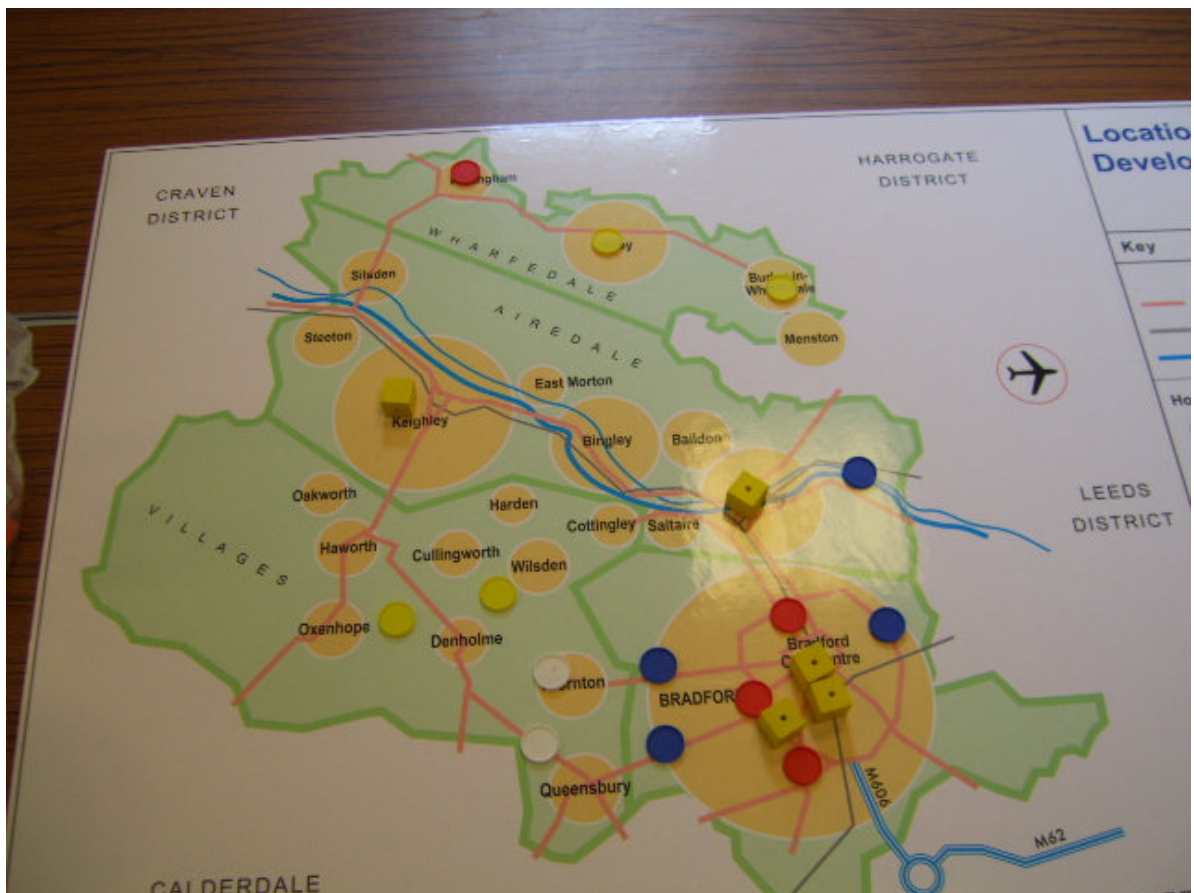 Locatio
Develo
HARROGATE
DISTRICT
CRAVEN
DISTRICT
Key
WHARFEDALE
Silsden
AIREDALE
Steeton
Menston
East Morton
Keighley
Bingley
Baildon
Ho
LEEDS
DISTRICT
Oakworth
Harden
VILLAGES
Cottingley
Saltaire
Haworth
Cullingworth
Wilsden
Oxenhope
Denholme
Bradford
BRADFOR
Queensbury
M606
M62
CALDERDALE